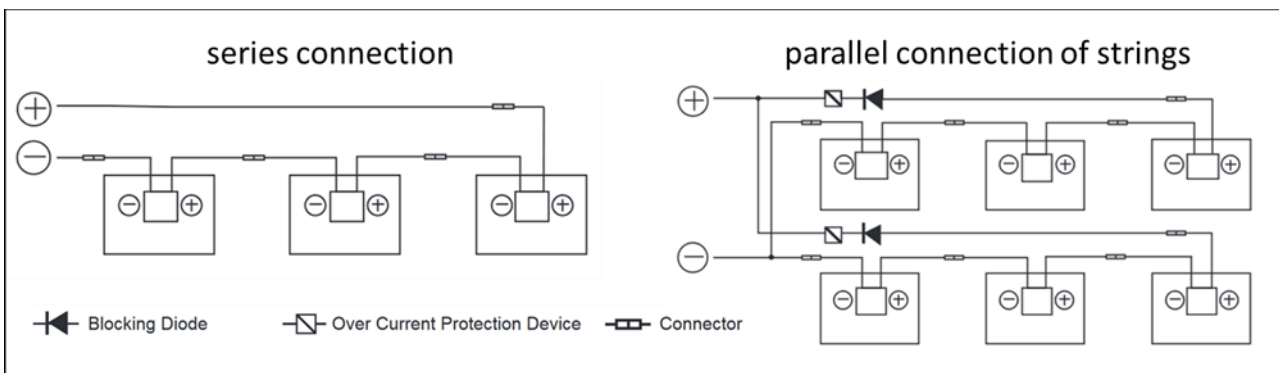 series connection
parallel connection of strings
+
−
− + − + − +
+
− + − + − +
−
− + − + − +
Blocking Diode Over Current Protection Device Connector